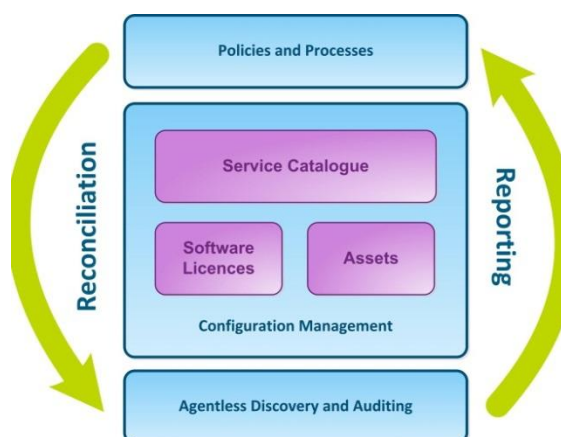 Policies and Processes
Reconciliation
Service Catalogue
Software
Licences
Assets
Configuration Management
Reporting
Agentless Discovery and Auditing